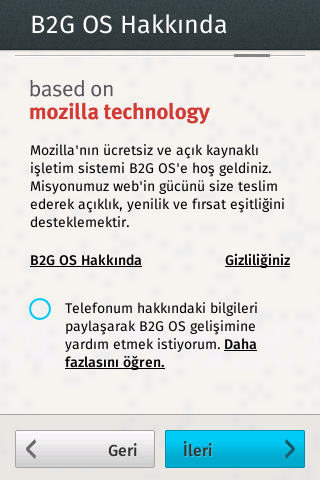 B2G OS Hakkında
based on
mozilla technology
Mozilla'nın ücretsiz ve açık kaynaklı
işletim sistemi B2G OS'e hoş geldiniz.
Misyonumuz web'in gücünü size teslim
ederek açıklık, yenilik ve fırsat eşitliğini
desteklemektir.
B2G OS Hakkında Gizliliğiniz
Telefonum hakkındaki bilgileri
paylaşarak B2G OS gelişimine
yardım etmek istiyorum. Daha
fazlasını öğren.
Geri İleri